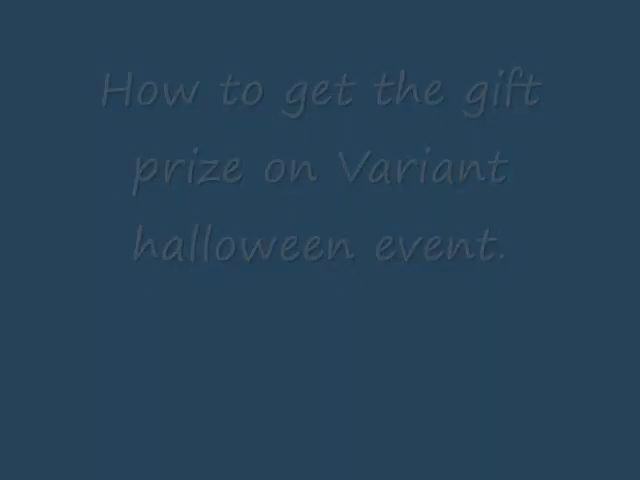 How to get the gift
prize on Variant
halloween event.